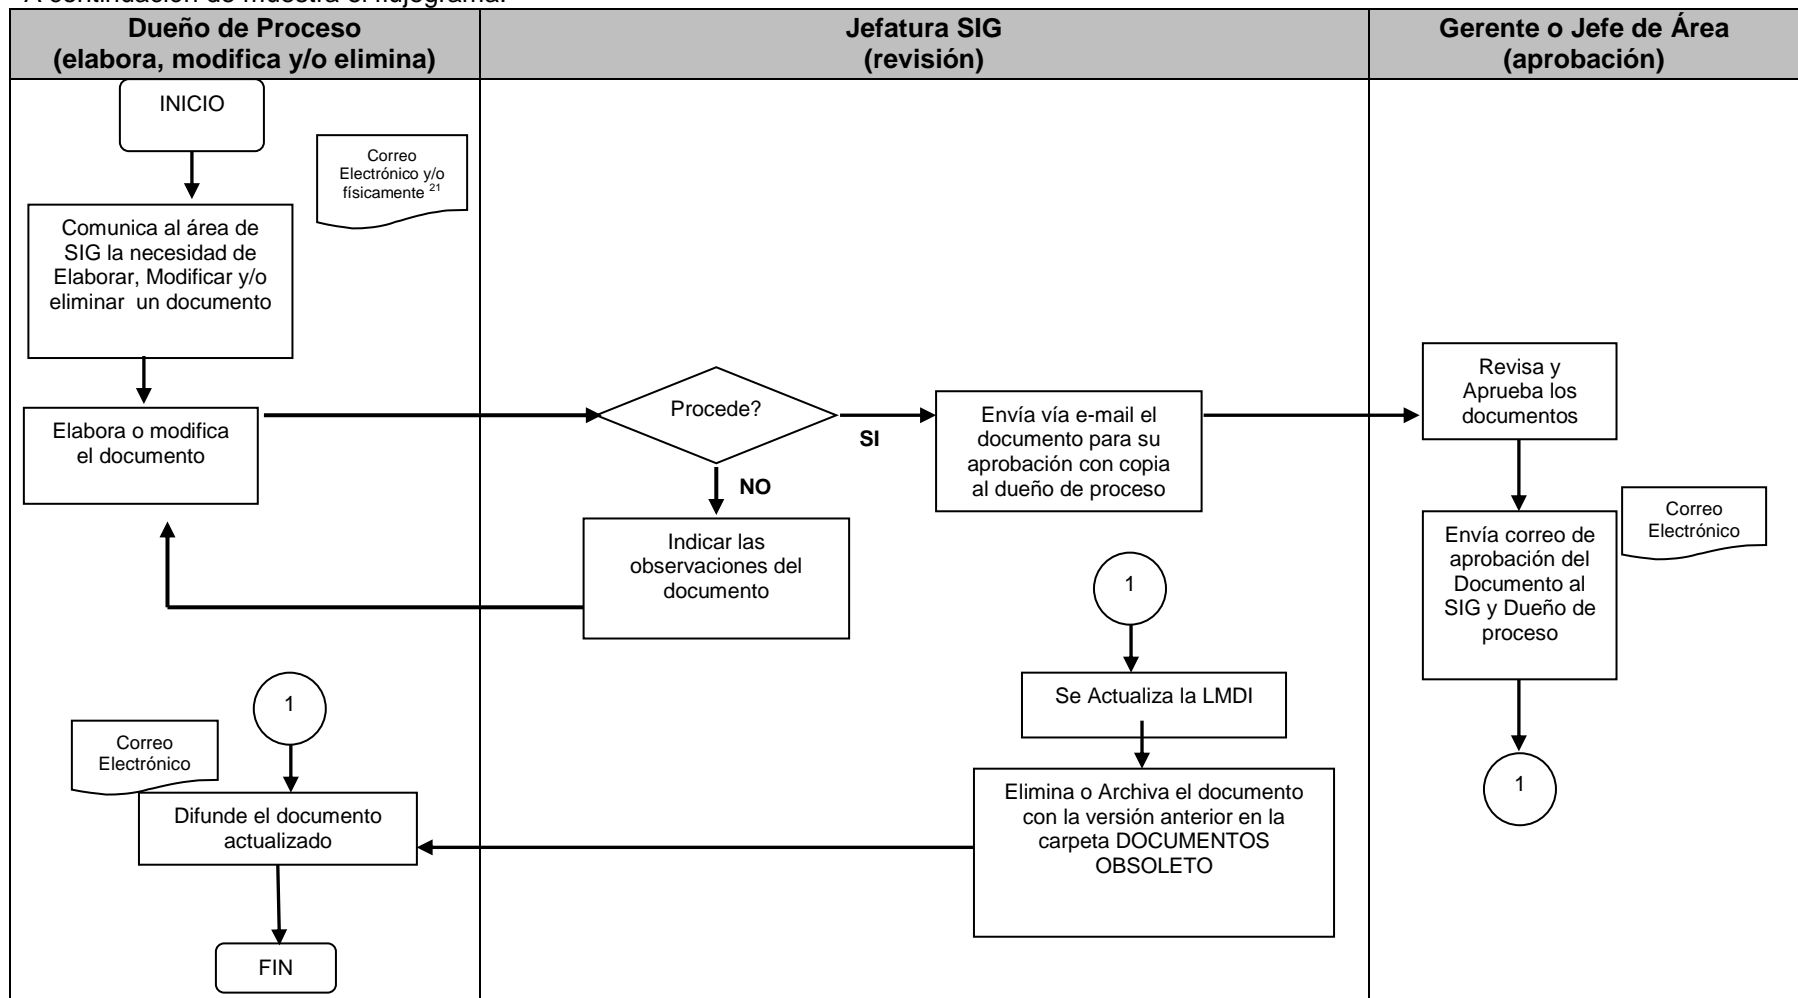 A continuación de muestra el flujograma:
Dueño de Proceso
(elabora, modifica y/o elimina)
Jefatura SIG
(revisión)
Gerente o Jefe de Área
(aprobación)
INICIO
Correo
Electrónico y/o
físicamente 21
Comunica al área de
SIG la necesidad de
Elaborar, Modificar y/o
eliminar un documento
Elabora o modifica
el documento
Procede?
SI
NO
Envía vía e-mail el
documento para su
aprobación con copia
al dueño de proceso
Revisa y
Aprueba los
documentos
Indicar las
observaciones del
documento
Correo
Electrónico
Envía correo de
aprobación del
Documento al
SIG y Dueño de
proceso
1
Se Actualiza la LMDI
1
Elimina o Archiva el documento
con la versión anterior en la
carpeta DOCUMENTOS
OBSOLETO
1
Correo
Electrónico
Difunde el documento
actualizado
FIN